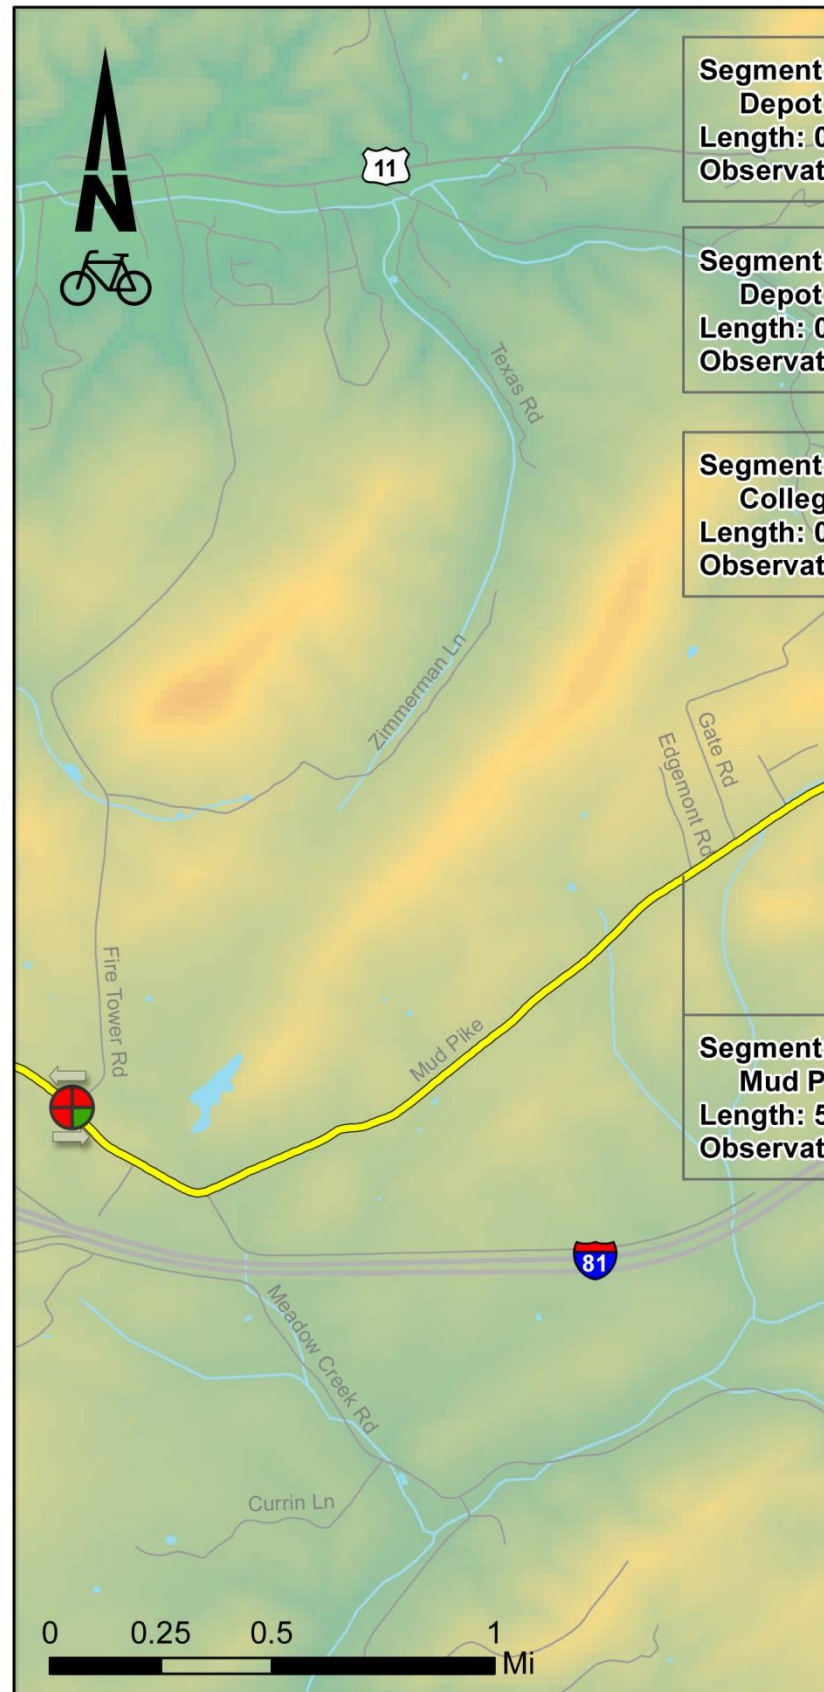 N
11
Segment
Depot
Length: 0
Observat
Segment
Depot
Length: 0
Observat
Texas Rd
Segment
Colleg
Length: 0
Observat
Zimmerman Ln
Gate Rd
Edgemont Rd
Fire Tower Rd
Mud Pike
Segment
Mud P
Length: 5
Observat
81
Meadow Creek Rd
Currin Ln
0 0.25 0.5 1
Mi